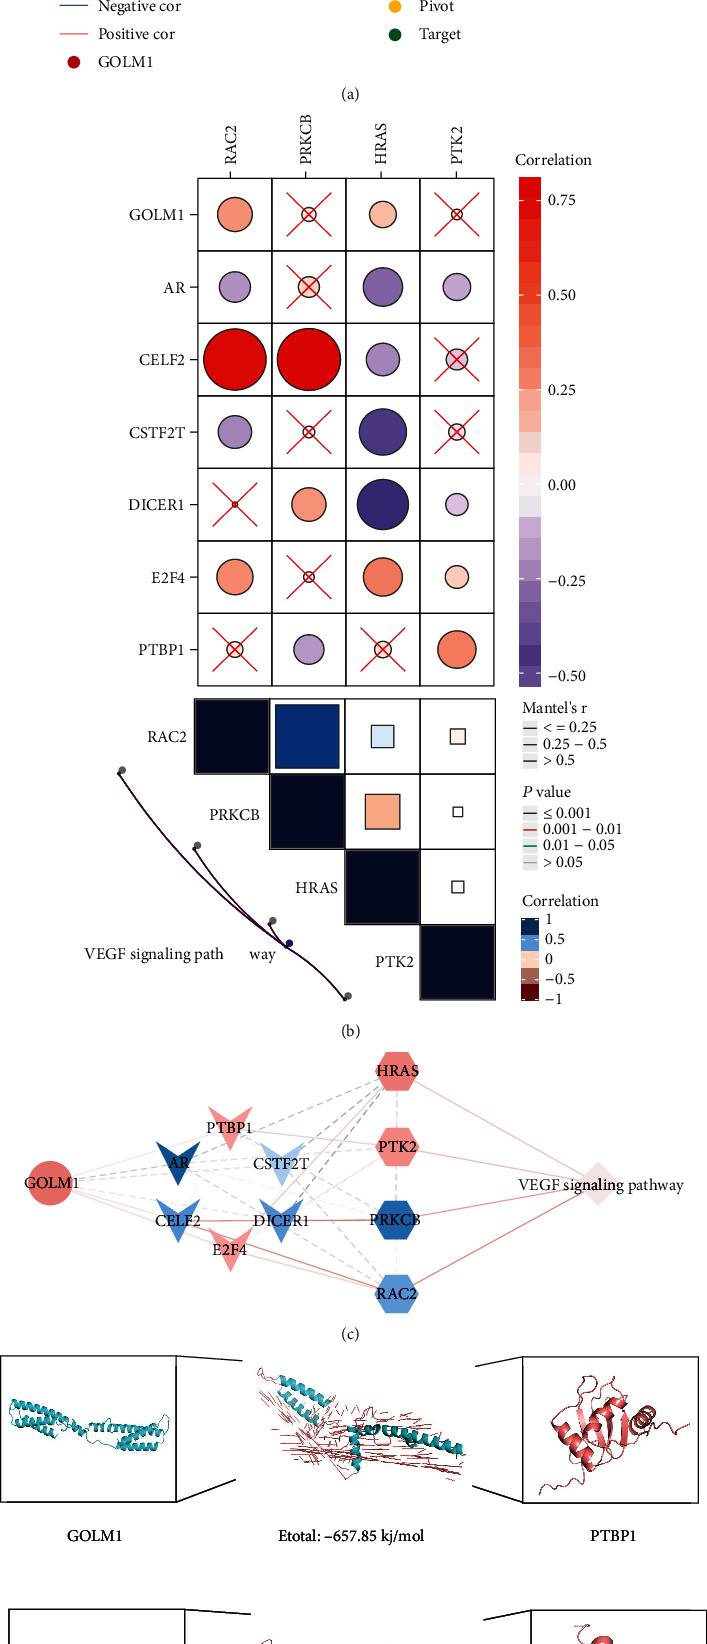 Negative cor
Pivot
Positive cor
Target
GOLM1
(a)
RAC2
PRKCB
HRAS
PTK2
Correlation
GOLM1
AR
CELF2
CSTF2T
DICER1
E2F4
PTBP1
0.75
0.50
0.25
0.00
−0.25
−0.50
RAC2
PRKCB
HRAS
PTK2
VEGF signaling path way
Mantel's r
< = 0.25
0.25 − 0.5
> 0.5
P value
≤ 0.001
0.001 − 0.01
0.01 − 0.05
> 0.05
Correlation
1
0.5
0
−0.5
−1
(b)
HRAS
PTBP1
PTK2
AR
CSTF2T
GOLM1
VEGF signaling pathway
CELF2
DICER1
PRKCB
E2F4
RAC2
(c)
GOLM1
Etotal: −657.85 kj/mol
PTBP1